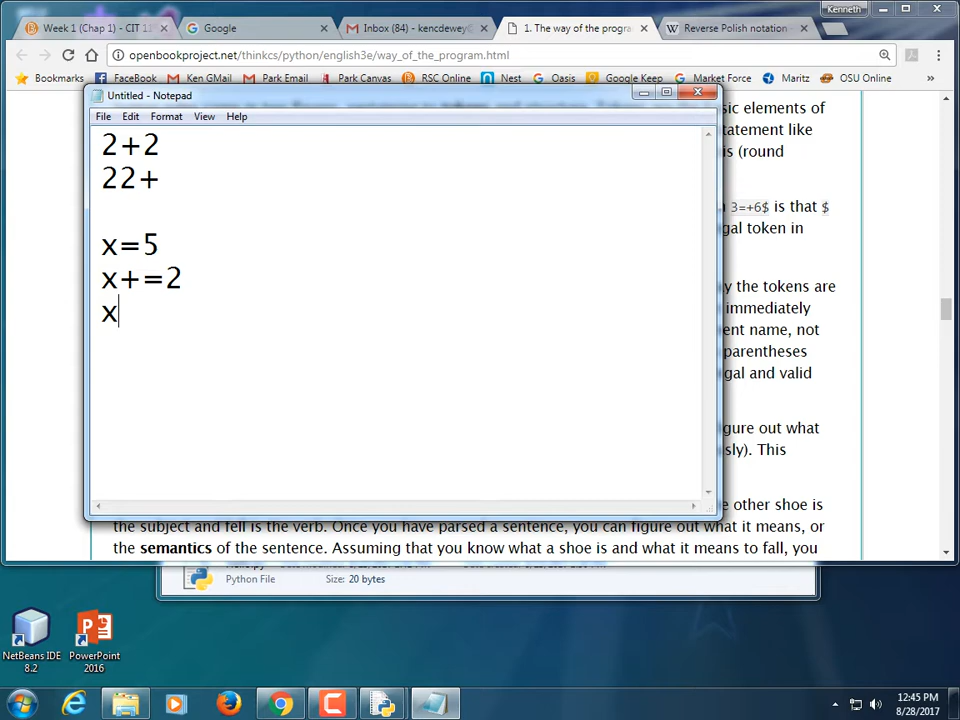 Kenneth
Week 1 (Chap 1) - CIT 11
Google
Inbox (84) - kencdewey
1. The way of the progra
Reverse Polish notation -
openbookproject.net/thinkcs/python/english3e/way_of_the_program.html
Bookmarks
FaceBook
Ken GMail
Park Email
Park Canvas
RSC Online
Nest
Oasis
Google Keep
Market Force
Maritz
OSU Online
»
Untitled - Notepad
File
Edit
Format
View
Help
2+2
22+
x=5
x+=2
x
sic elements of
tatement like
is (round
3=+6$ is that $
gal token in
y the tokens are
immediately
ent name, not
parentheses
gal and valid
gure out what
sly). This
e other shoe is
the subject and fell is the verb. Once you have parsed a sentence, you can figure out what it means, or
the semantics of the sentence. Assuming that you know what a shoe is and what it means to fall, you
Python File
Size: 20 bytes
NetBeans IDE
8.2
PowerPoint
2016
12:45 PM
8/28/2017